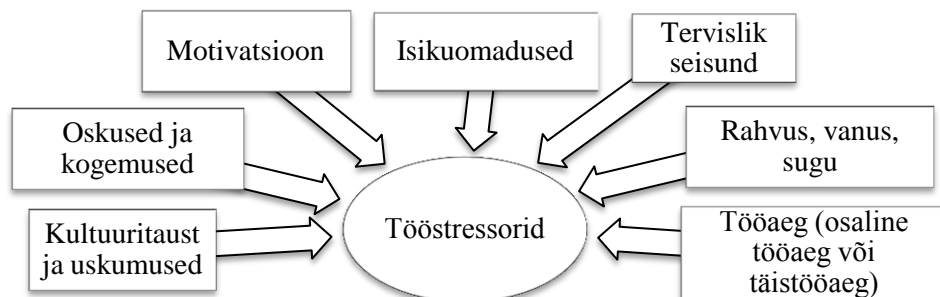 Motivatsioon
Isikuomadused
Tervislik
seisund
Oskused ja
kogemused
Rahvus, vanus,
sugu
Kultuuritaust
ja uskumused
Tööstressorid
Tööaeg (osaline
tööaeg või
täistööaeg)